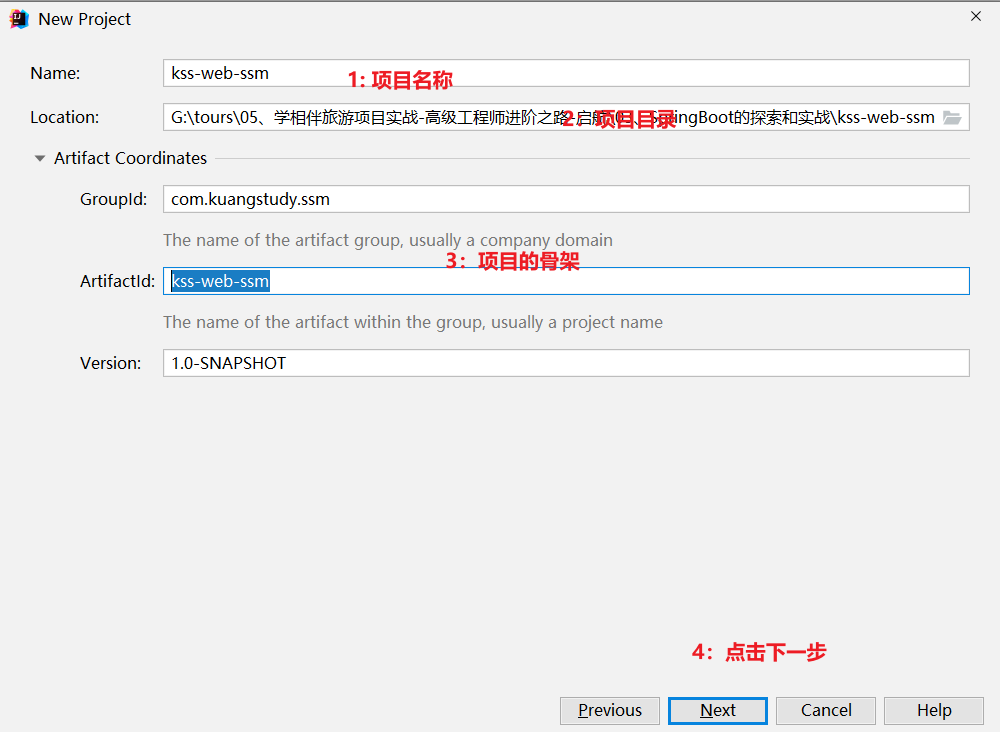 New Project
Name:
kss-web-ssm
1: 项目名称
Location:
G:\tours\05、学相伴旅游项目实战-高级工程师进阶之路-启航
ingBoot的探索和实战\kss-web-ssm
2、项目目录
Artifact Coordinates
GroupId:
com.kuangstudy.ssm
The name of the artifact group, usually a company domain
3：项目的骨架
ArtifactId:
kss-web-ssm
The name of the artifact within the group, usually a project name
Version:
1.0-SNAPSHOT
4：点击下一步
Previous
Next
Cancel
Help